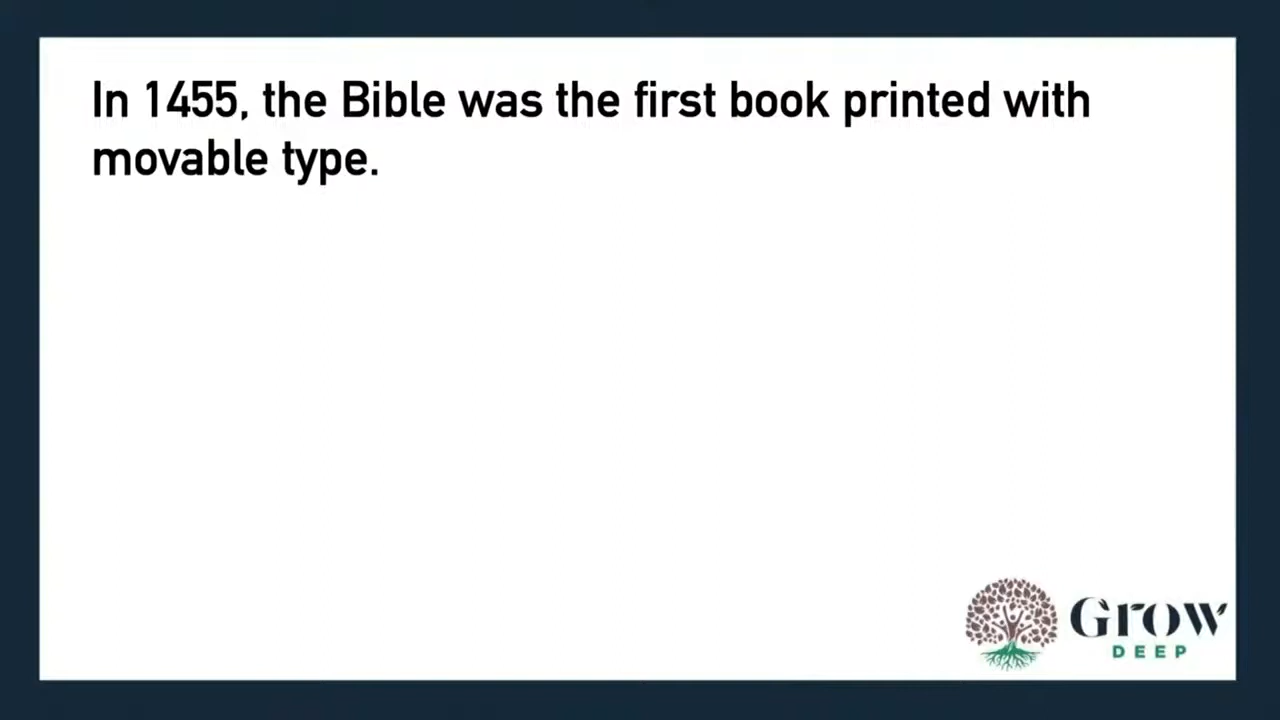 In 1455, the Bible was the first book printed with
movable type.
Grow
DEEP